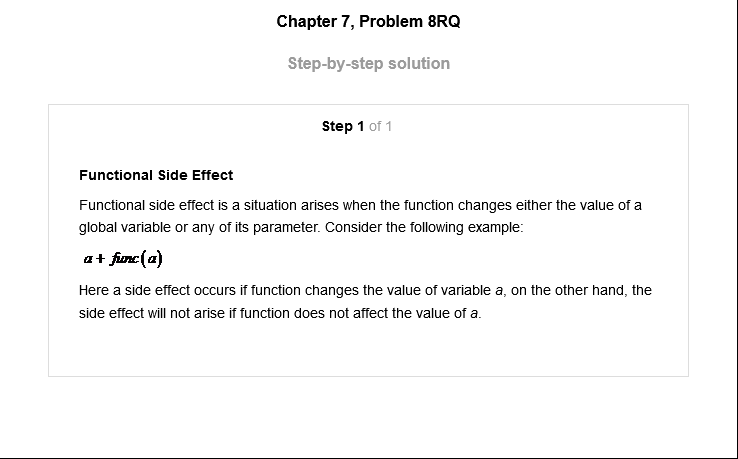 Chapter 7, Problem 8RQ
Step-by-step solution
Step 1 of 1
Functional Side Effect
Functional side effect is a situation arises when the function changes either the value of a
global variable or any of its parameter. Consider the following example:
a + func(a)
Here a side effect occurs if function changes the value of variable a, on the other hand, the
side effect will not arise if function does not affect the value of a.